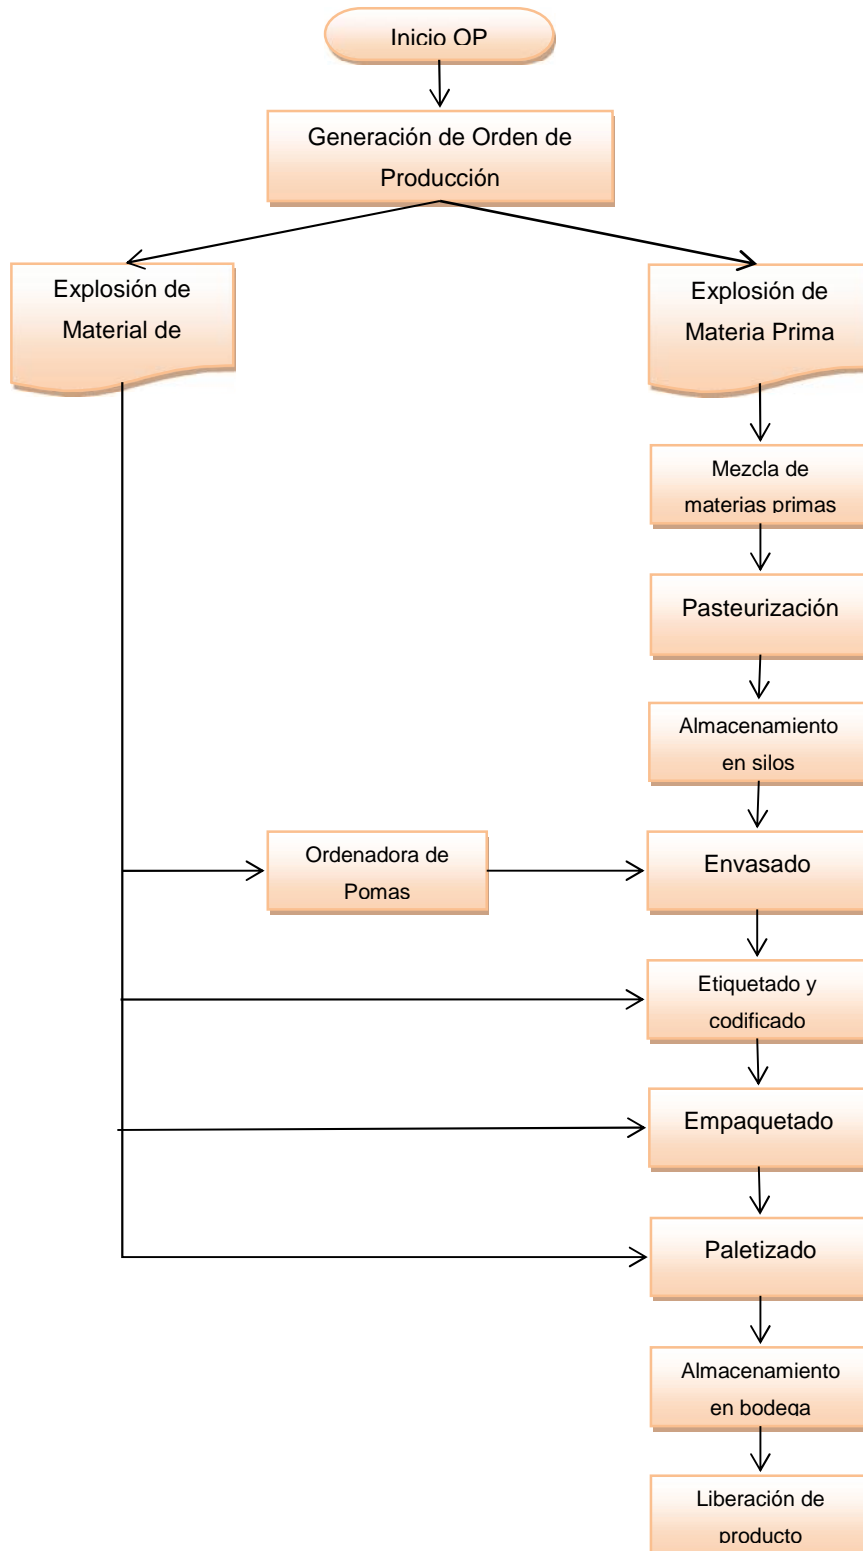 Inicio OP
Generación de Orden de
Producción
Explosión de
Material de
Explosión de
Materia Prima
Mezcla de
materias primas
Pasteurización
Almacenamiento
en silos
Ordenadora de
Pomas
Envasado
Etiquetado y
codificado
Empaquetado
Paletizado
Almacenamiento
en bodega
Liberación de
producto